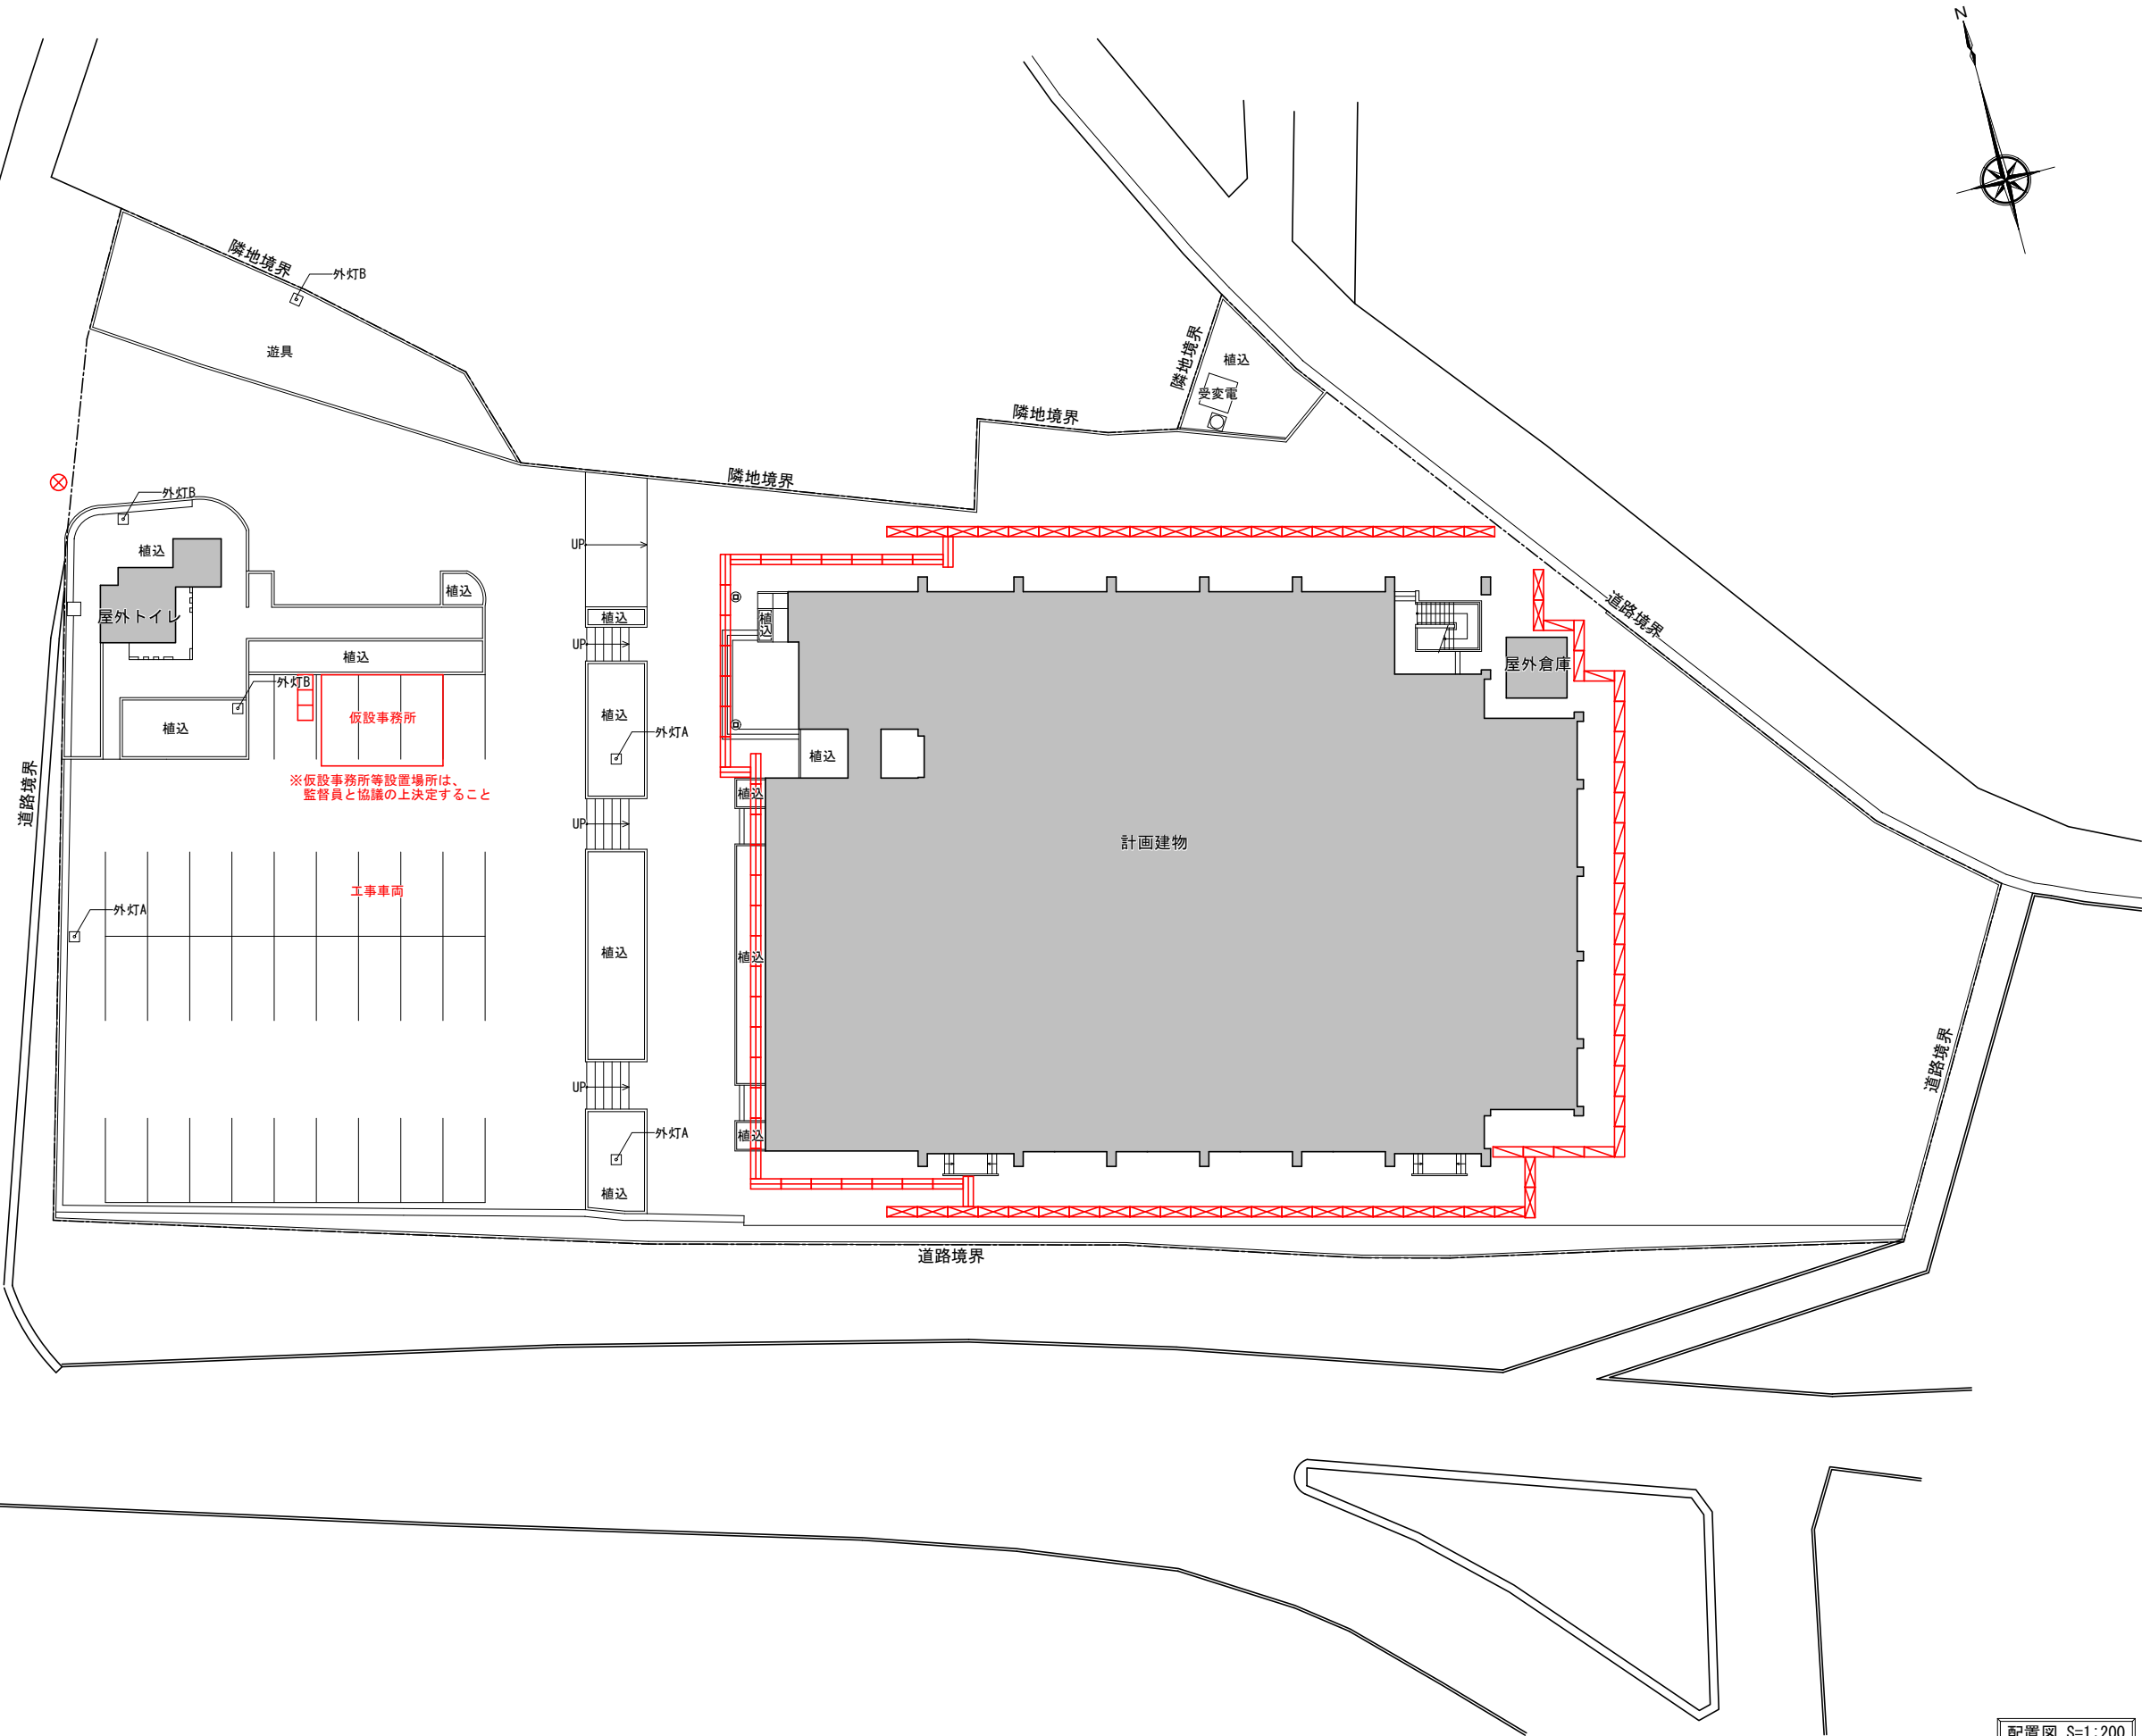 N
隣地境界
外灯B
遊具
隣地境界
植込
受変電
隣地境界
隣地境界
外灯B
植込
屋外トイレ
植込
UP
植込
UP
植込
植込
道路境界
屋外倉庫
外灯B
植込
仮設事務所
※仮設事務所等設置場所は、
監督員と協議の上決定すること
植込
外灯A
植込
植込
道路境界
UP
計画建物
工事車両
外灯A
植込
植込
道路境界
UP
外灯A
植込
植込
道路境界
配置図 S=1:200